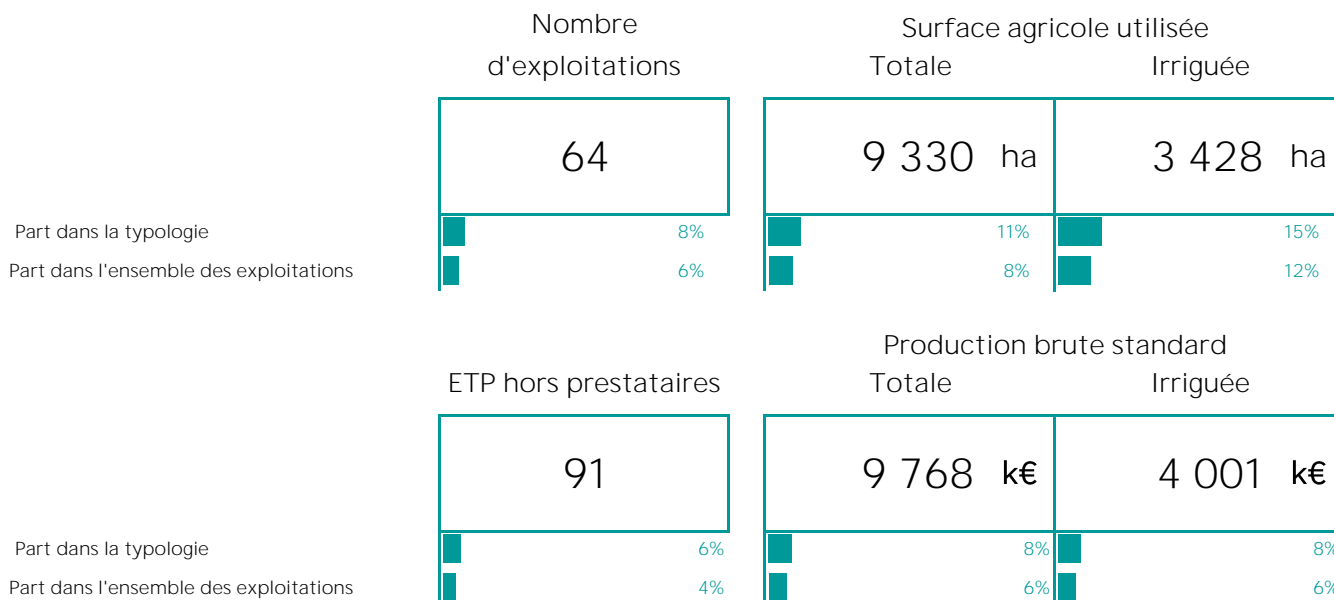 Nombre
d'exploitations
Surface agricole utilisée
Totale Irriguée
64 9 330 ha 3 428 ha
Part dans la typologie 8% 11% 15%
Part dans l'ensemble des exploitations 6% 8% 12%
Production brute standard
ETP hors prestataires Totale Irriguée
91 9 768 k€ 4 001 k€
Part dans la typologie 6% 8% 8%
Part dans l'ensemble des exploitations 4% 6% 6%